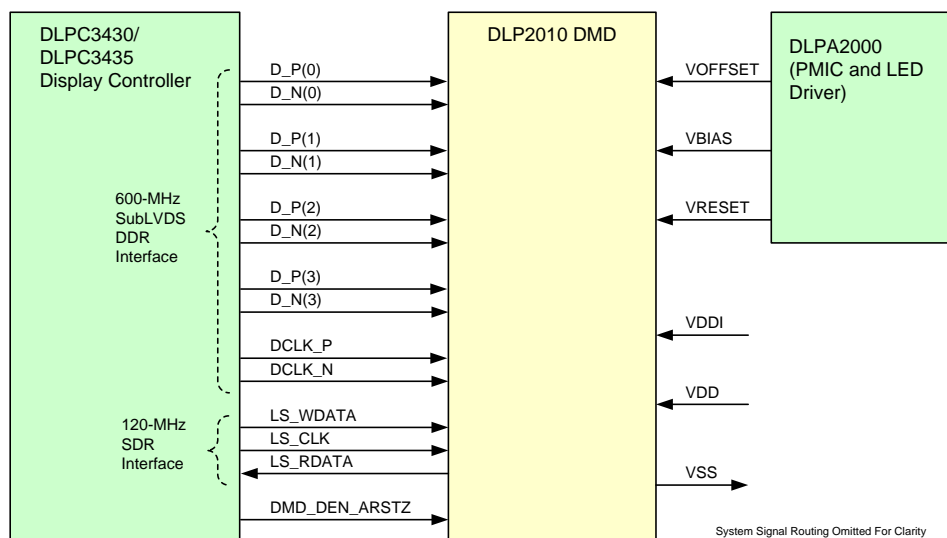 DLPC3430/
DLPC3435
Display Controller
600-MHz
SubLVDS
DDR
Interface
120-MHz
SDR
Interface
D_P(0)
D_N(0)
D_P(1)
D_N(1)
D_P(2)
D_N(2)
D_P(3)
D_N(3)
DCLK_P
DCLK_N
LS_WDATA
LS_CLK
LS_RDATA
DMD_DEN_ARSTZ
DLP2010 DMD
VOFFSET
VBIAS
VRESET
VDDI
VDD
VSS
DLPA2000
(PMIC and LED
Driver)
System Signal Routing Omitted For Clarity